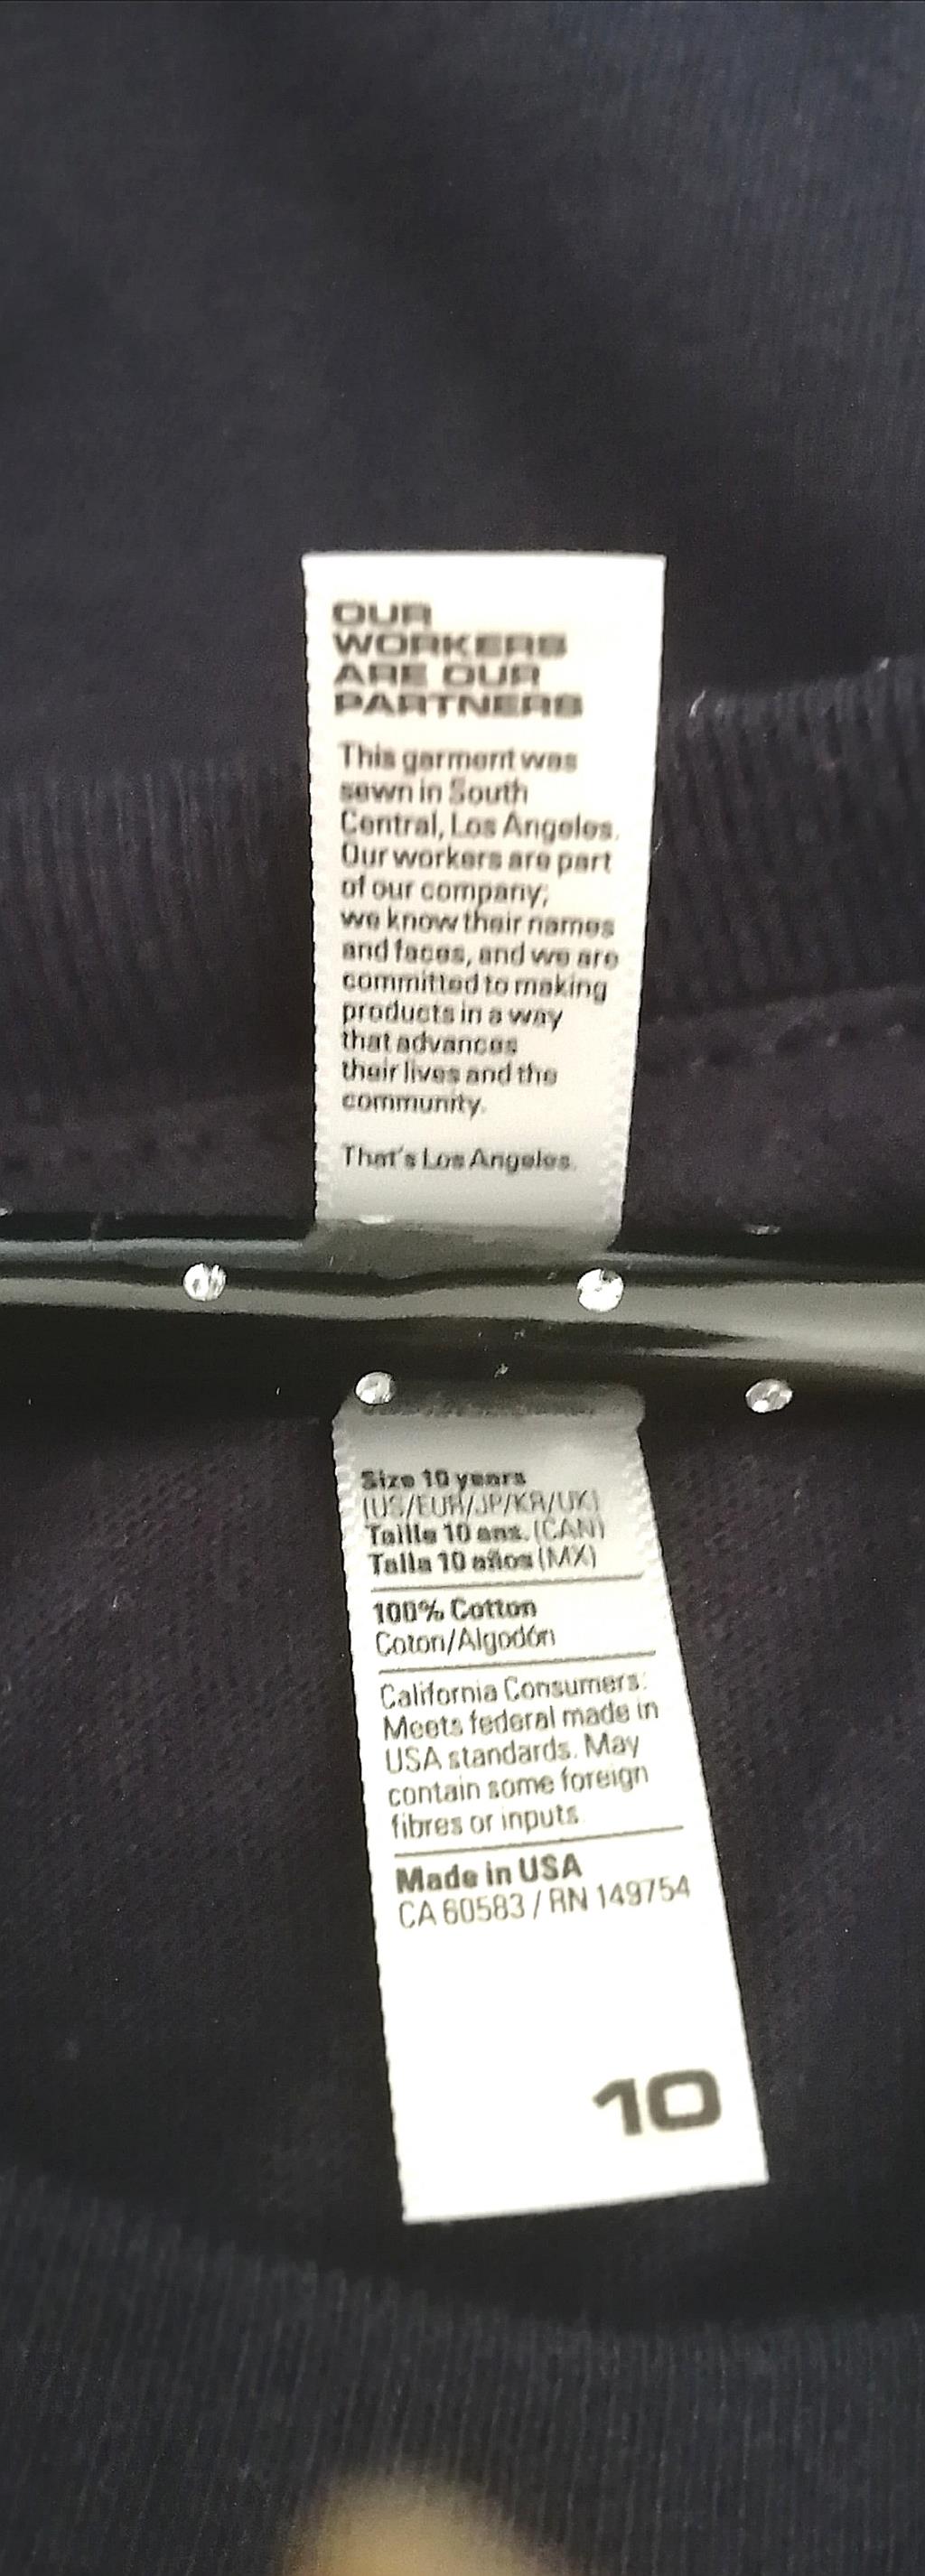 OUR
WORKERS
ARE OUR
PARTNERS
This garment was
sewn in South
Central, Los Angeles.
Our workers are part
of our company;
we know their names
and faces, and we are
committed to making
products in a way
that advances
their lives and the
community.
That's Los Angeles.
Size 10 years
(US/EUR/JP/KR/UK)
Taille 10 ans. (CAN)
Talla 10 años (MX)
100% Cotton
Coton/Algodón
California Consumers:
Meets federal made in
USA standards. May
contain some foreign
fibres or inputs
Made in USA
CA 60583 / RN 149754
10